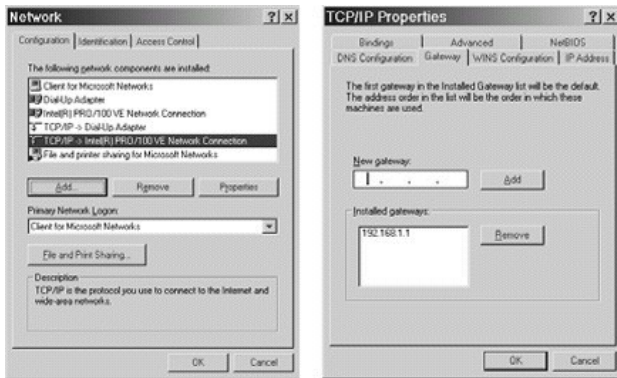 Network
Configuration Identification Access Control
The following network components are installed:
Client for Microsoft Networks
Dial-Up Adapter
Intel(R) PRO/100 VE Network Connection
TCP/IP -> Dial-Up Adapter
TCP/IP -> Intel(R) PRO/100 VE Network Connection
File and printer sharing for Microsoft Networks
Add... Remove Properties
Primary Network Logon:
Client for Microsoft Networks
File and Print Sharing...
Description
TCP/IP is the protocol you use to connect to the Internet and
wide-area networks.
OK Cancel
TCP/IP Properties
Bindings Advanced NetBIOS
DNS Configuration Gateway WINS Configuration IP Address
The first gateway in the Installed Gateway list will be the default.
The address order in the list will be the order in which these
machines are used.
New gateway:
. . . Add
Installed gateways:
192.168.1.1
Remove
OK Cancel